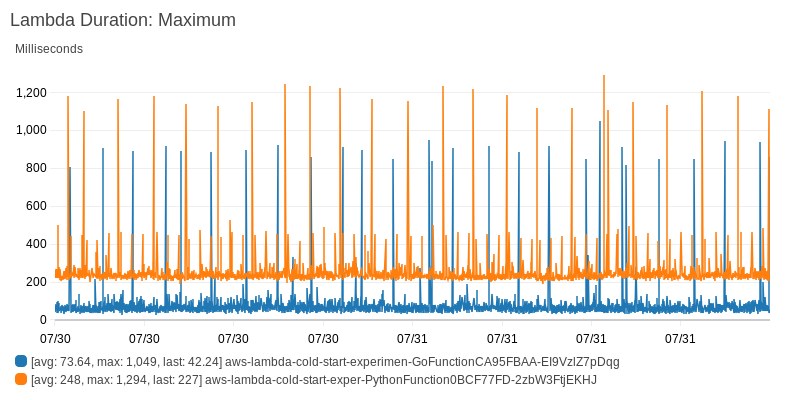 Lambda Duration: Maximum
Milliseconds
1,200
1,000
800
600
400
200
0
07/30 07/30 07/30 07/30 07/31 07/31 07/31 07/31
[avg: 73.64, max: 1,049, last: 42.24] aws-lambda-cold-start-experimen-GoFunctionCA95FBAA-EI9VzlZ7pDqg
[avg: 248, max: 1,294, last: 227] aws-lambda-cold-start-exper-PythonFunction0BCF77FD-2zbW3FtjEKHJ